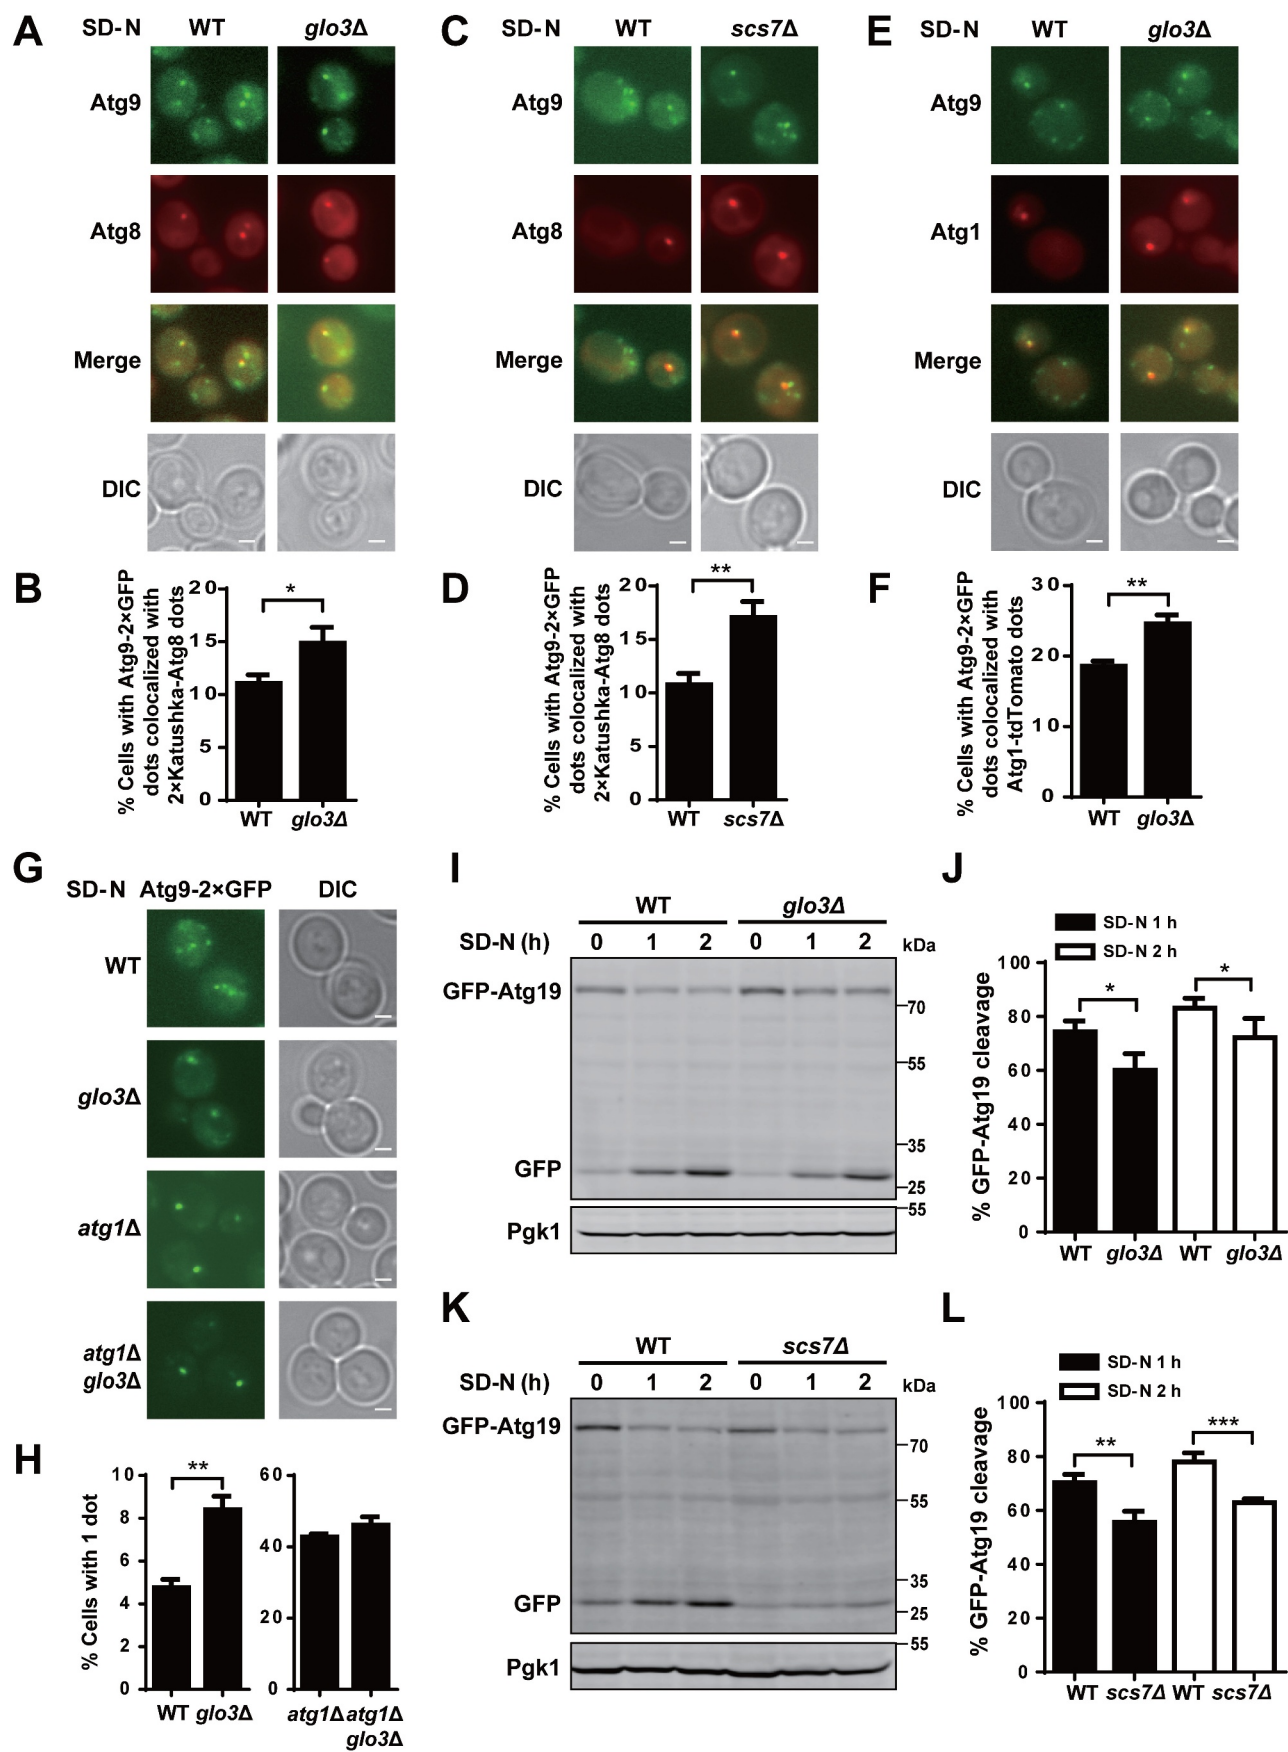 A
SD-N WT glo3Δ
Atg9
Atg8
Merge
DIC
C
SD-N WT scs7Δ
Atg9
Atg8
Merge
DIC
E
SD-N WT glo3Δ
Atg9
Atg1
Merge
DIC
B
% Cells with Atg9-2×GFP
dots colocalized with
2×Katushka-Atg8 dots
20
15
10
5
0
*
WT glo3Δ
D
% Cells with Atg9-2×GFP
dots colocalized with
2×Katushka-Atg8 dots
20
15
10
5
0
**
WT scs7Δ
F
% Cells with Atg9-2×GFP
dots colocalized with
Atg1-tdTomato dots
30
20
10
0
**
WT glo3Δ
G
SD-N Atg9-2×GFP DIC
WT
glo3Δ
atg1Δ
atg1Δ
glo3Δ
H
% Cells with 1 dot
10
8
6
4
2
0
**
WT glo3Δ
60
40
20
0
atg1Δ atg1Δ
glo3Δ
I
WT glo3Δ
SD-N (h) 0 1 2 0 1 2 kDa
GFP-Atg19
70
55
35
GFP
25
55
Pgk1
J
SD-N 1 h
SD-N 2 h
% GFP-Atg19 cleavage
100
80
60
40
20
0
* *
WT glo3Δ WT glo3Δ
K
WT scs7Δ
SD-N (h) 0 1 2 0 1 2 kDa
GFP-Atg19
70
55
35
GFP
25
55
Pgk1
L
SD-N 1 h
SD-N 2 h
% GFP-Atg19 cleavage
100
80
60
40
20
0
** ***
WT scs7Δ WT scs7Δ